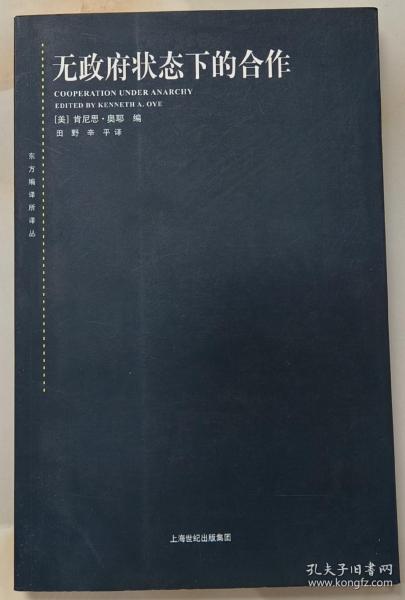 无政府状态下的合作
COOPERATION UNDER ANARCHY
EDITED BY KENNETH A. OYE
[美] 肯尼思·奥耶 编
田 野 辛 平 译
东方编译所译丛
上海世纪出版集团
孔夫子旧书网
www.kongfz.com